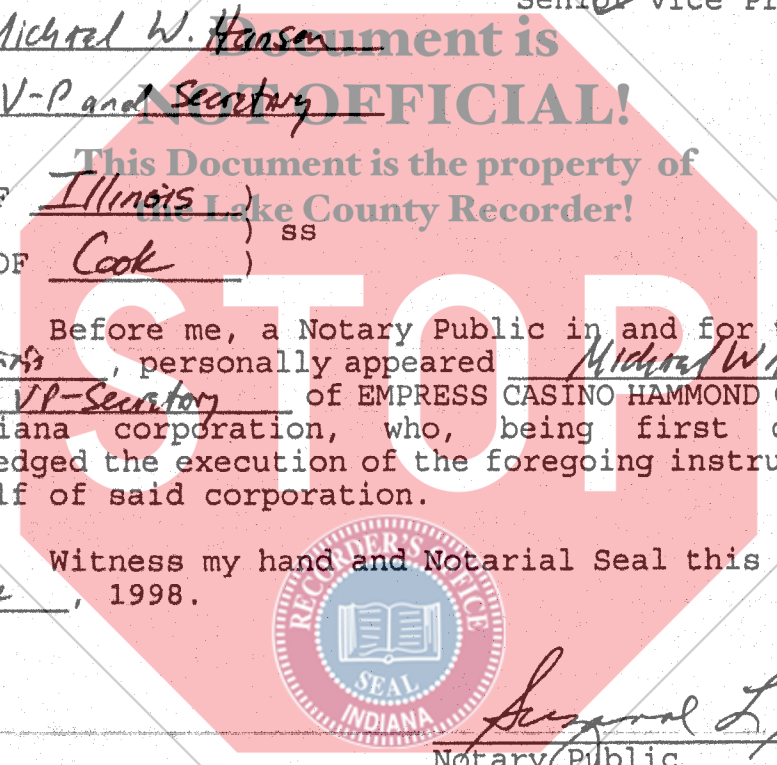 Senior Vice Pr
Michael W. Hansen
Document is
V-P and Secretary
NOT OFFICIAL!
This Document is the property of
F Illinois )
the Lake County Recorder!
) ss
OF Cook )
STOP
Before me, a Notary Public in and for
, personally appeared Michael W
VP-Secretary of EMPRESS CASINO HAMMOND
iana corporation, who, being first
edged the execution of the foregoing instru
lf of said corporation.
Witness my hand and Notarial Seal this
, 1998.
RECORDER'S OFFICE
SEAL
INDIANA
Notary Public